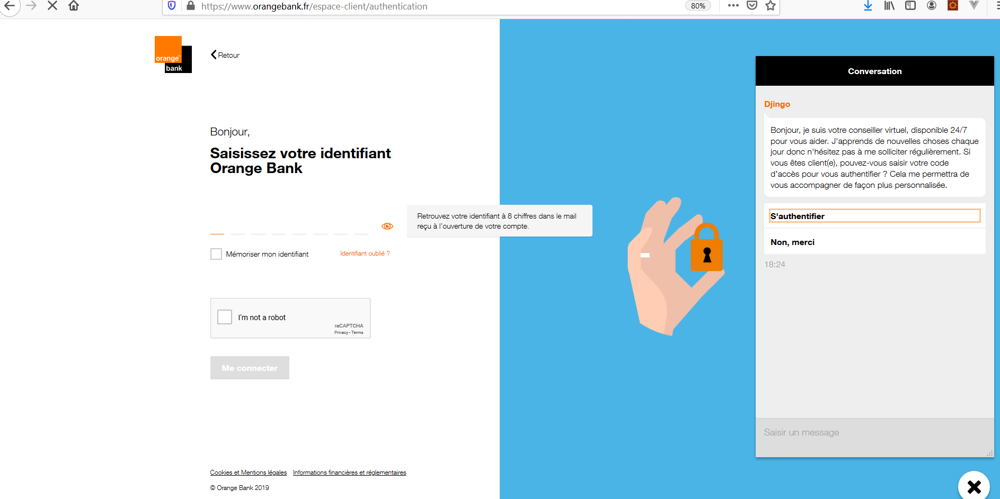 https://www.orangebank.fr/espace-client/authentication
80%
orange™
bank
Retour
Bonjour,
Saisissez votre identifiant
Orange Bank
Retrouvez votre identifiant à 8 chiffres dans le mail
reçu à l'ouverture de votre compte.
Mémoriser mon identifiant
Identifiant oublié ?
I'm not a robot
reCAPTCHA
Privacy - Terms
Me connecter
Cookies et Mentions légales
Informations financières et réglementaires
© Orange Bank 2019
Conversation
Djingo
Bonjour, je suis votre conseiller virtuel, disponible 24/7
pour vous aider. J'apprends de nouvelles choses chaque
jour donc n'hésitez pas à me solliciter régulièrement. Si
vous êtes client(e), pouvez-vous saisir votre code
d'accès pour vous authentifier ? Cela me permettra de
vous accompagner de façon plus personnalisée.
S'authentifier
Non, merci
18:24
Saisir un message